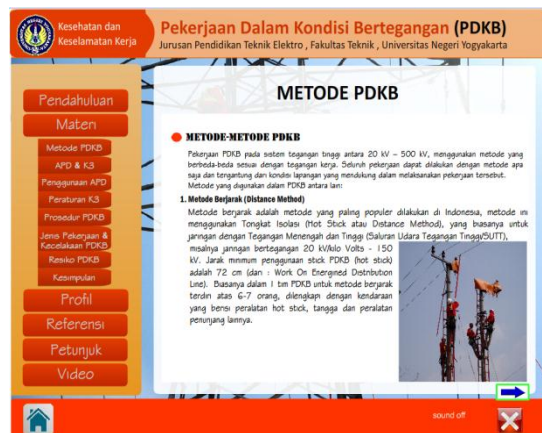 Kesehatan dan
Keselamatan Kerja
Pekerjaan Dalam Kondisi Bertegangan (PDKB)
Jurusan Pendidikan Teknik Elektro , Fakultas Teknik , Universitas Negeri Yogyakarta
Pendahuluan
Materi
Metode PDKB
APD & K3
Penggunaan APD
Peraturan K3
Prosedur PDKB
Jenis Pekerjaan &
Kecelakaan PDKB
Resiko PDKB
Kesimpulan
Profil
Referensi
Petunjuk
Video
METODE PDKB
METODE-METODE PDKB
Pekerjaan PDKB pada sistem tegangan tinggi antara 20 kV – 500 kV, menggunakan metode yang
berbeda-beda sesuai dengan tegangan kerja. Seluruh pekerjaan dapat dilakukan dengan metode apa
saja dan tergantung dan kondisi lapangan yang mendukung dalam melaksanakan pekerjaan tersebut.
Metode yang digunakan dalam PDKB antara lain:
1. Metode Berjarak (Distance Method)
Metode berjarak adalah metode yang paling populer dilakukan di Indonesia, metode ini
menggunakan Tongkat Isolasi (Hot Stick atau Distance Method), yang biasanya untuk
jaringan dengan Tegangan Menengah dan Tinggi (Saluran Udara Tegangan Tinggi/SUTT),
misalnya jaringan bertegangan 20 kV/kilo Volts - 150
kV. Jarak minimum penggunaan stick PDKB (hot stick)
adalah 72 cm (dan : Work On Energined Distribution
Line). Biasanya dalam 1 tim PDKB untuk metode berjarak
terdiri atas 6-7 orang, dilengkapi dengan kendaraan
yang berisi peralatan hot stick, tangga dan peralatan
penunjang lainnya.
sound off